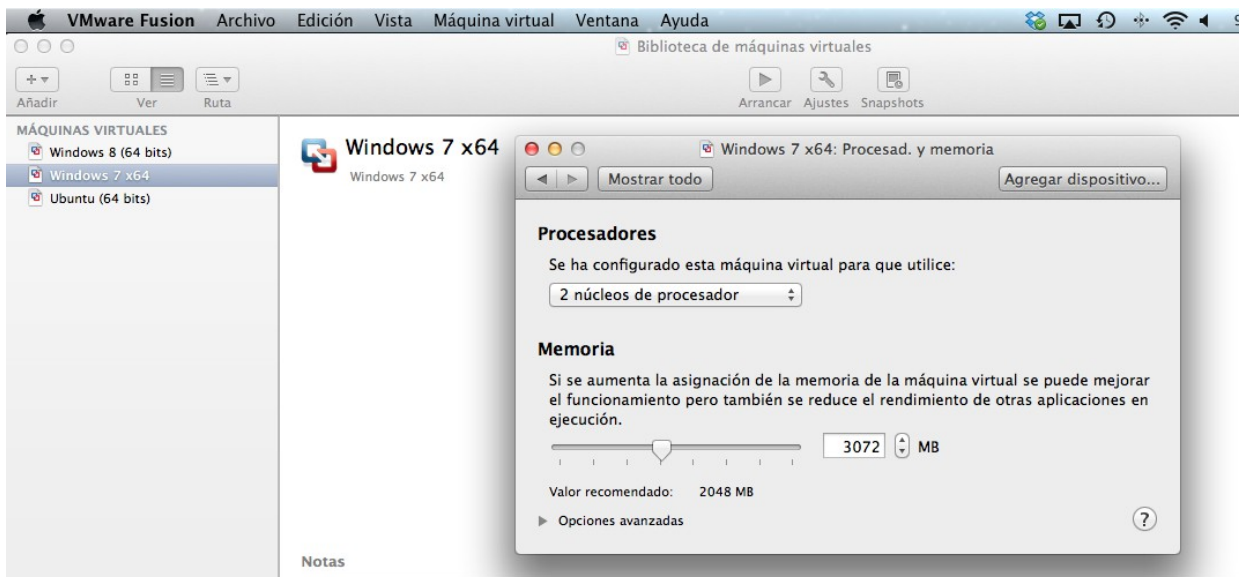 VMware Fusion Archivo Edición Vista Máquina virtual Ventana Ayuda
Biblioteca de máquinas virtuales
Añadir Ver Ruta Arrancar Ajustes Snapshots
MÁQUINAS VIRTUALES
Windows 8 (64 bits)
Windows 7 x64
Ubuntu (64 bits)
Windows 7 x64
Windows 7 x64
Windows 7 x64: Procesad. y memoria
Mostrar todo Agregar dispositivo...
Procesadores
Se ha configurado esta máquina virtual para que utilice:
2 núcleos de procesador
Memoria
Si se aumenta la asignación de la memoria de la máquina virtual se puede mejorar
el funcionamiento pero también se reduce el rendimiento de otras aplicaciones en
ejecución.
3072 MB
Valor recomendado: 2048 MB
Opciones avanzadas
?
Notas